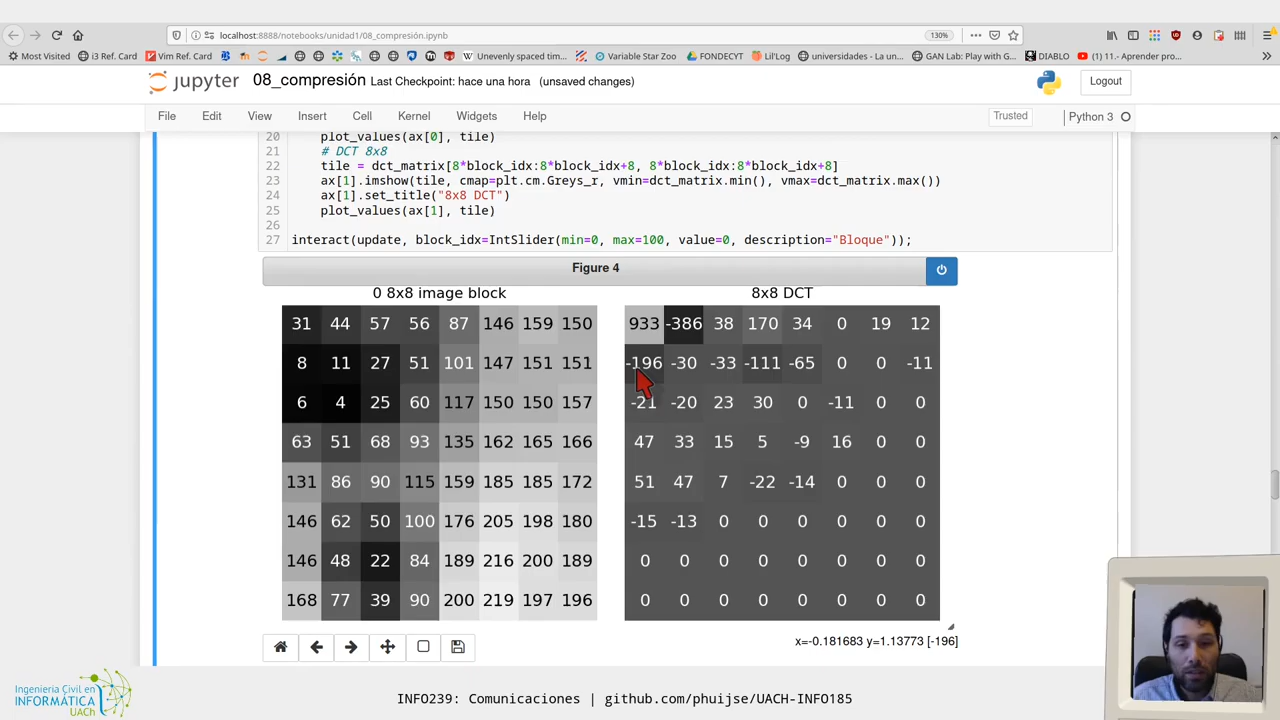 localhost:8888/notebooks/unidad1/08_compresión.ipynb
130%
Most Visited i3 Ref. Card Vim Ref. Card Unevenly spaced tim... Variable Star Zoo FONDECYT Lil'Log universidades - La un... GAN Lab: Play with G... DIABLO (1) 11.- Aprender pro...
jupyter 08_compresión Last Checkpoint: hace una hora (unsaved changes) Logout
File Edit View Insert Cell Kernel Widgets Help Trusted Python 3
20 plot_values(ax[0], tile)
21 # DCT 8x8
22 tile = dct_matrix[8*block_idx:8*block_idx+8, 8*block_idx:8*block_idx+8]
23 ax[1].imshow(tile, cmap=plt.cm.Greys_r, vmin=dct_matrix.min(), vmax=dct_matrix.max())
24 ax[1].set_title("8x8 DCT")
25 plot_values(ax[1], tile)
26
27 interact(update, block_idx=IntSlider(min=0, max=100, value=0, description="Bloque"));
Figure 4
0 8x8 image block
31 44 57 56 87 146 159 150
8 11 27 51 101 147 151 151
6 4 25 60 117 150 150 157
63 51 68 93 135 162 165 166
131 86 90 115 159 185 185 172
146 62 50 100 176 205 198 180
146 48 22 84 189 216 200 189
168 77 39 90 200 219 197 196
8x8 DCT
933 -386 38 170 34 0 19 12
-196 -30 -33 -111 -65 0 0 -11
-21 -20 23 30 0 -11 0 0
47 33 15 5 -9 16 0 0
51 47 7 -22 -14 0 0 0
-15 -13 0 0 0 0 0 0
0 0 0 0 0 0 0 0
0 0 0 0 0 0 0 0
x=-0.181683 y=1.13773 [-196]
Ingeniería Civil en
INFORMÁTICA
UACh
INFO239: Comunicaciones | github.com/phuijse/UACH-INFO185